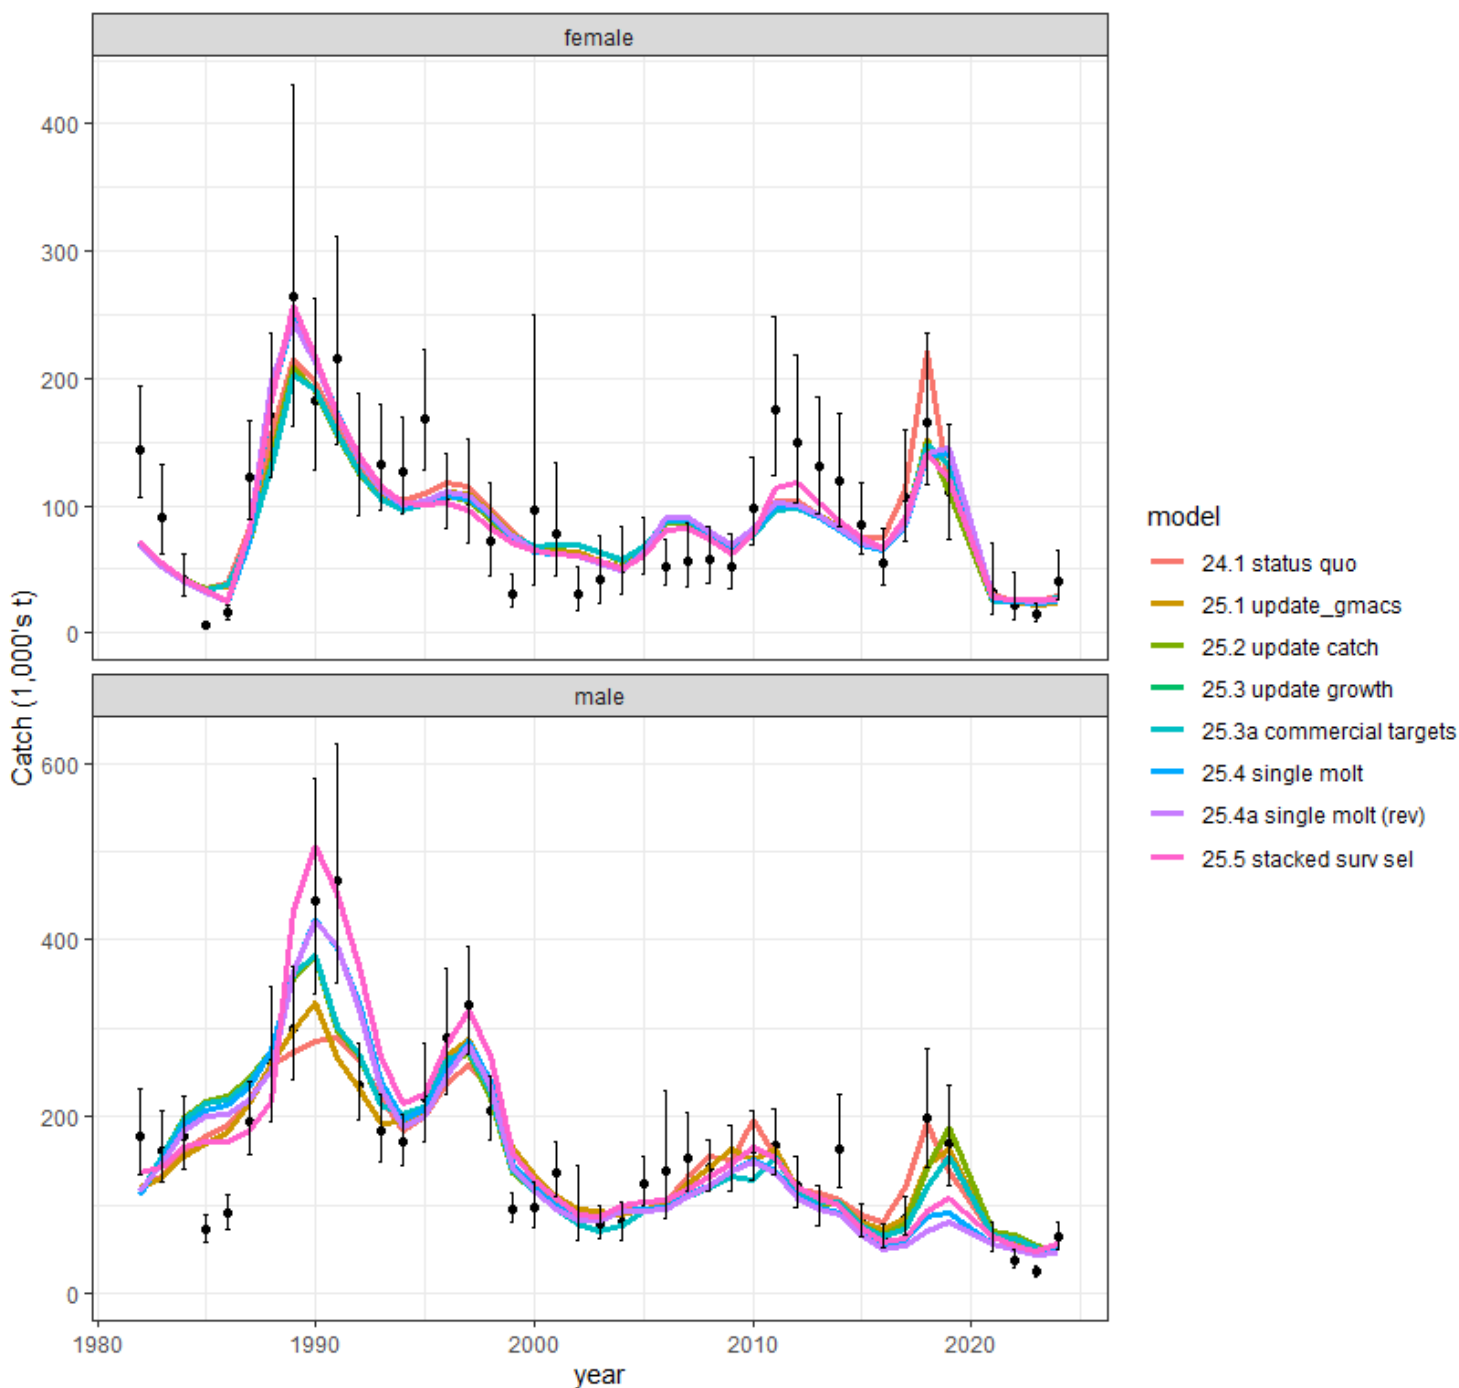 female
400
300
200
100
0
male
600
400
200
0
Catch (1,000's t)
1980
1990
2000
2010
2020
year
model
24.1 status quo
25.1 update_gmacs
25.2 update catch
25.3 update growth
25.3a commercial targets
25.4 single molt
25.4a single molt (rev)
25.5 stacked surv sel